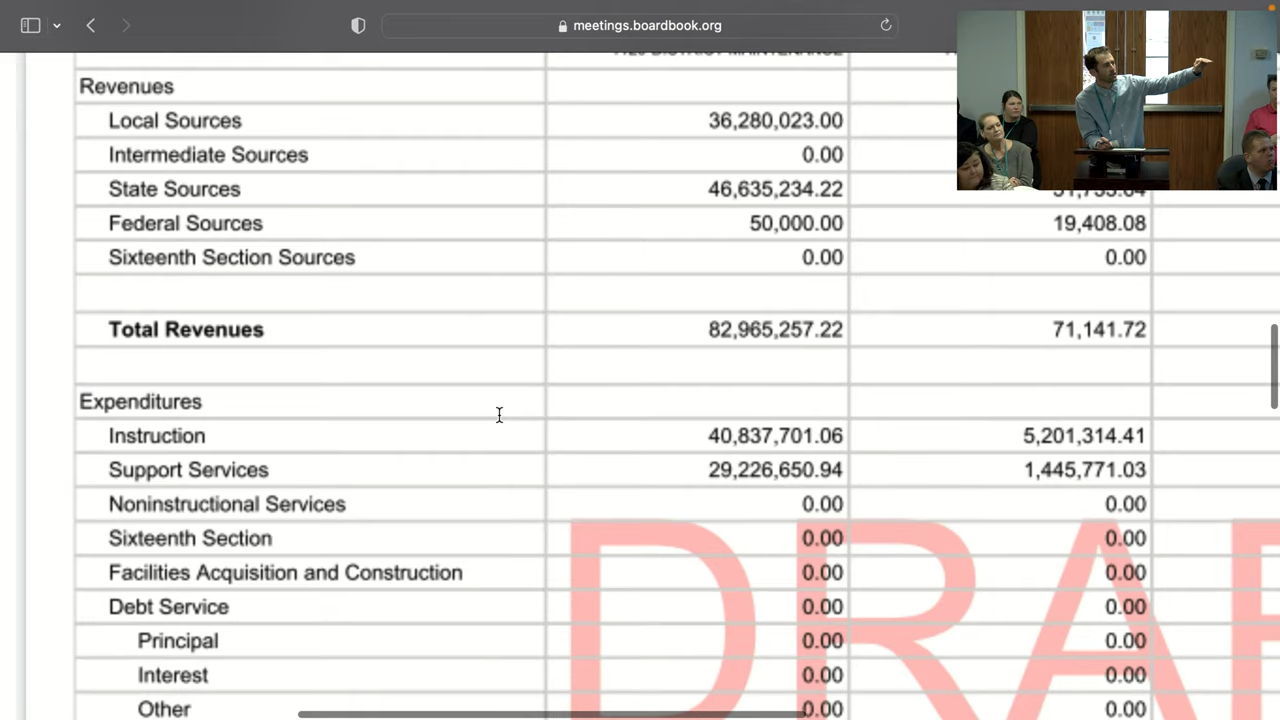 meetings.boardbook.org
Revenues
Local Sources 36,280,023.00
Intermediate Sources 0.00
State Sources 46,635,234.22
Federal Sources 50,000.00 19,408.08
Sixteenth Section Sources 0.00 0.00
Total Revenues 82,965,257.22 71,141.72
Expenditures
Instruction 40,837,701.06 5,201,314.41
Support Services 29,226,650.94 1,445,771.03
Noninstructional Services 0.00 0.00
Sixteenth Section 0.00 0.00
Facilities Acquisition and Construction 0.00 0.00
Debt Service 0.00 0.00
Principal 0.00 0.00
Interest 0.00 0.00
Other 0.00 0.00